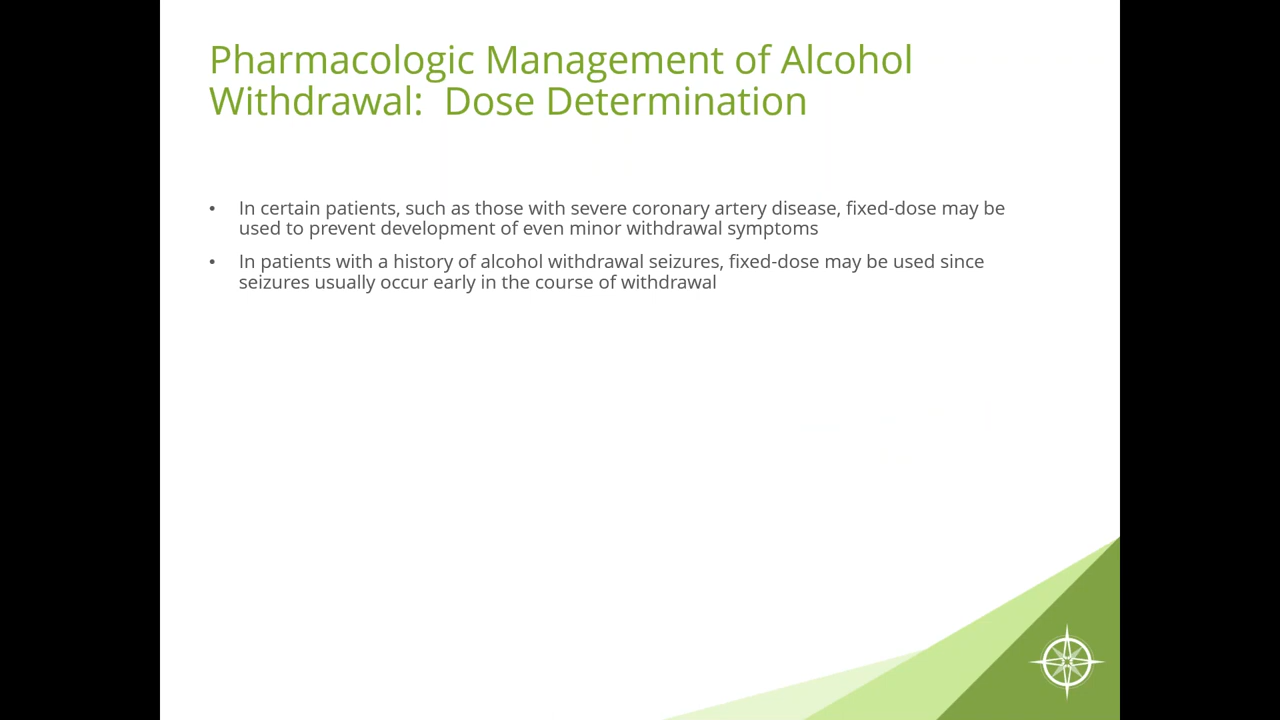 Pharmacologic Management of Alcohol
Withdrawal:  Dose Determination
• In certain patients, such as those with severe coronary artery disease, fixed-dose may be
used to prevent development of even minor withdrawal symptoms
• In patients with a history of alcohol withdrawal seizures, fixed-dose may be used since
seizures usually occur early in the course of withdrawal